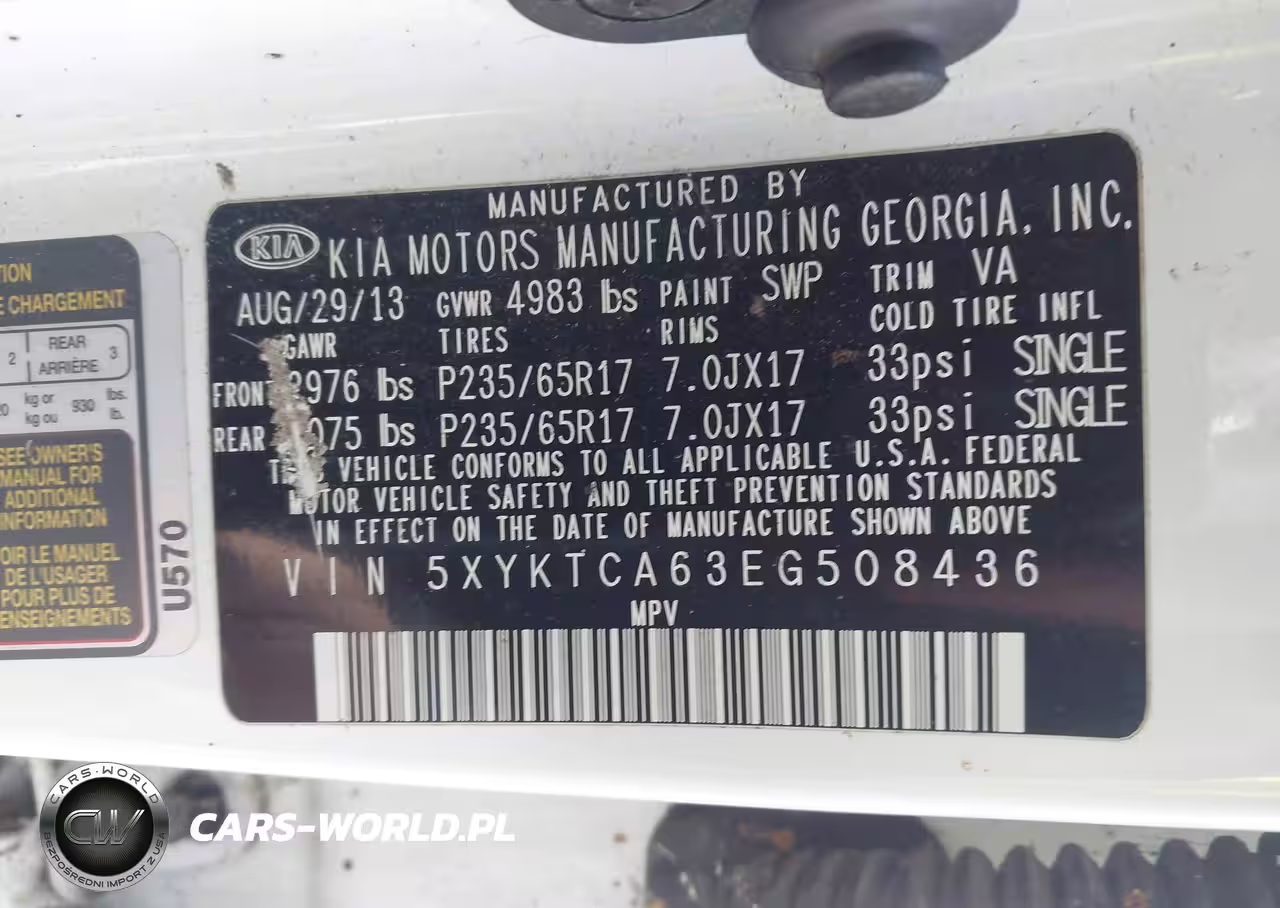 MANUFACTURED BY
KIA KIA MOTORS MANUFACTURING GEORGIA, INC.
AUG/29/13 GVWR 4983 lbs PAINT SWP TRIM VA
GAWR TIRES RIMS COLD TIRE INFL
FRONT 976 lbs P235/65R17 7.0JX17 33psi SINGLE
REAR 075 lbs P235/65R17 7.0JX17 33psi SINGLE
VEHICLE CONFORMS TO ALL APPLICABLE U.S.A. FEDERAL
MOTOR VEHICLE SAFETY AND THEFT PREVENTION STANDARDS
IN EFFECT ON THE DATE OF MANUFACTURE SHOWN ABOVE
VIN 5XYKTCA63EG508436
MPV
TION
E CHARGEMENT
2 REAR ARRIÈRE 3
kg or kg ou 930 lbs. lb.
SEE OWNER'S
MANUAL FOR
ADDITIONAL
INFORMATION
VOIR LE MANUEL
DE L'USAGER
POUR PLUS DE
RENSEIGNEMENTS
U570
CARS-WORLD
CW
BEZPOŚREDNI IMPORT Z USA
CARS-WORLD.PL